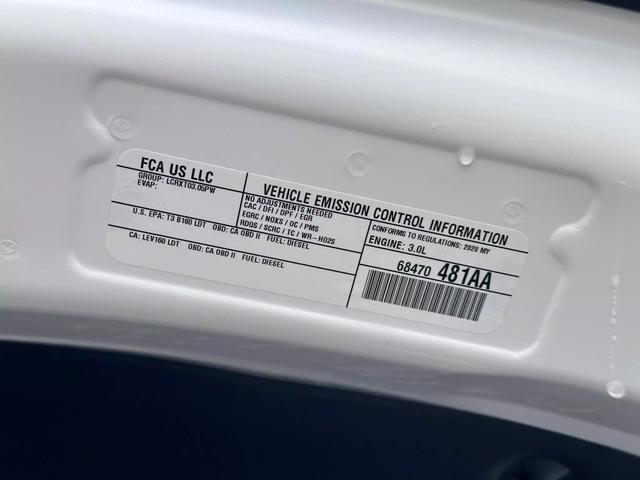 FCA US LLC
GROUP: LCRXT03.05PW
EVAP:
U.S. EPA: T3 B160 LDT OBD: CA OBD II FUEL: DIESEL
CA: LEV160 LDT OBD: CA OBD II FUEL: DIESEL
VEHICLE EMISSION CONTROL INFORMATION
NO ADJUSTMENTS NEEDED
CAC / DFI / DPF / EGR
EGRC / NOXS / OC / PMS
RDQS / SCRC / TC / WR-HO2S
CONFORMS TO REGULATIONS: 2020 MY
ENGINE: 3.0L
68470 481AA